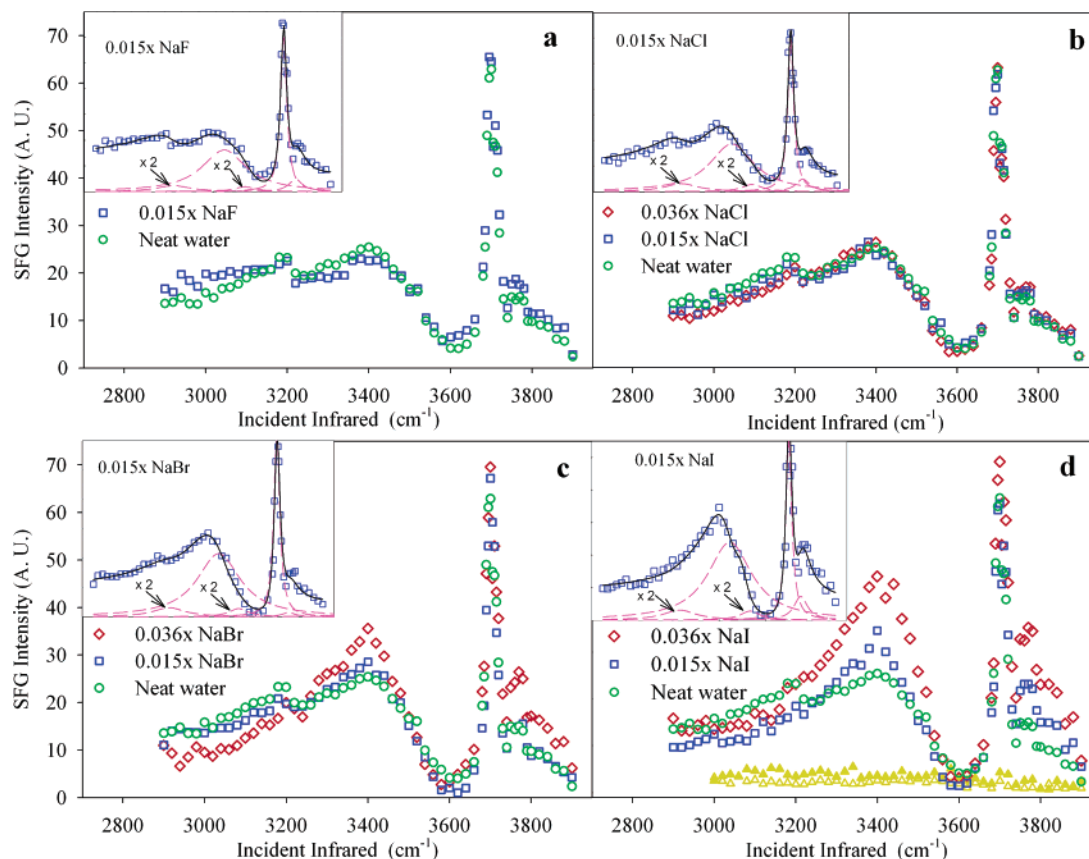 a
0.015x NaF
x 2
x 2
0.015x NaF
Neat water
SFG Intensity (A. U.)
70
60
50
40
30
20
10
0
2800 3000 3200 3400 3600 3800
Incident Infrared (cm-1)
b
0.015x NaCl
x 2
x 2
0.036x NaCl
0.015x NaCl
Neat water
2800 3000 3200 3400 3600 3800
Incident Infrared (cm-1)
c
0.015x NaBr
x 2
x 2
0.036x NaBr
0.015x NaBr
Neat water
SFG Intensity (A. U.)
70
60
50
40
30
20
10
0
2800 3000 3200 3400 3600 3800
Incident Infrared (cm-1)
d
0.015x NaI
x 2
x 2
0.036x NaI
0.015x NaI
Neat water
2800 3000 3200 3400 3600 3800
Incident Infrared (cm-1)